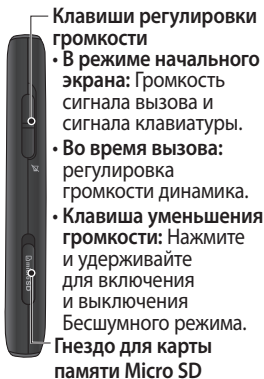 Клавиши регулировки
громкости
• В режиме начального
экрана: Громкость
сигнала вызова и
сигнала клавиатуры.
• Во время вызова:
регулировка
громкости динамика.
• Клавиша уменьшения
громкости: Нажмите
и удерживайте
для включения
и выключения
Бесшумного режима.
Гнездо для карты
памяти Micro SD